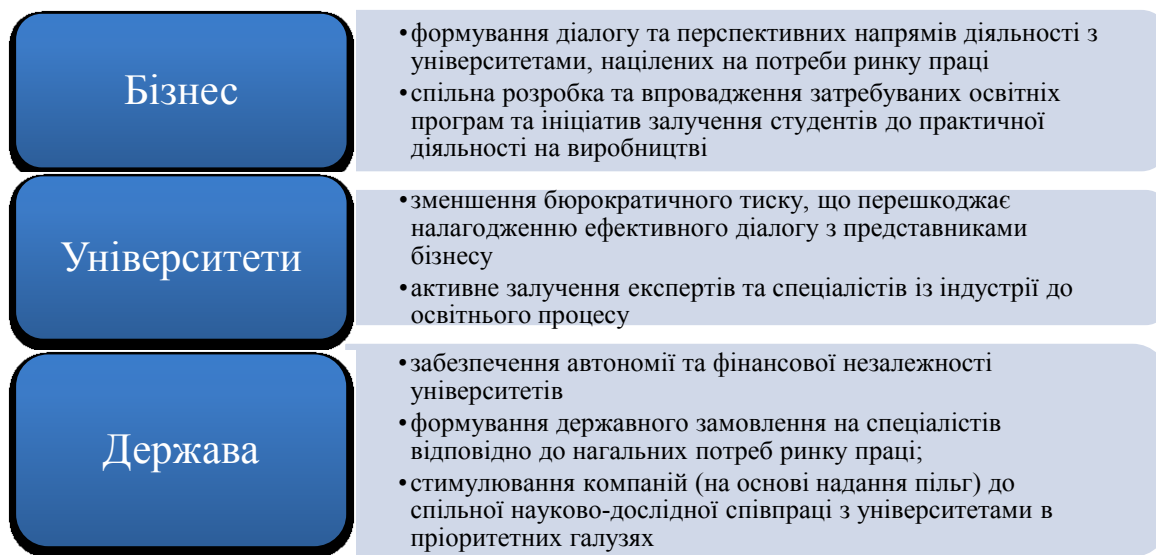 Бізнес
•формування діалогу та перспективних напрямів діяльності з
університетами, націлених на потреби ринку праці
•спільна розробка та впровадження затребуваних освітніх
програм та ініціатив залучення студентів до практичної
діяльності на виробництві
Університети
•зменшення бюрократичного тиску, що перешкоджає
налагодженню ефективного діалогу з представниками
бізнесу
•активне залучення експертів та спеціалістів із індустрії до
освітнього процесу
Держава
•забезпечення автономії та фінансової незалежності
університетів
•формування державного замовлення на спеціалістів
відповідно до нагальних потреб ринку праці;
•стимулювання компаній (на основі надання пільг) до
спільної науково-дослідної співпраці з університетами в
пріоритетних галузях